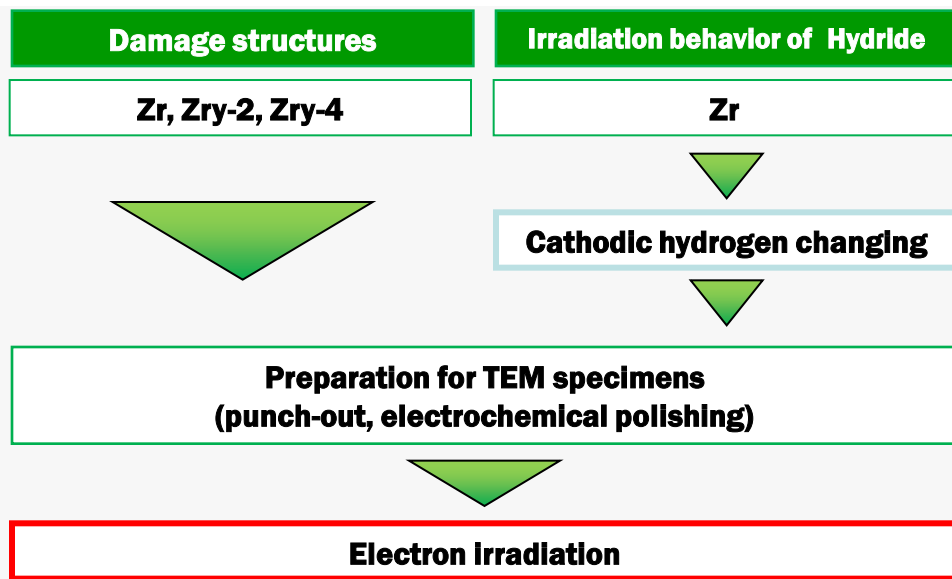 Damage structures
Irradiation behavior of Hydride
Zr, Zry-2, Zry-4
Zr
Cathodic hydrogen changing
Preparation for TEM specimens
(punch-out, electrochemical polishing)
Electron irradiation